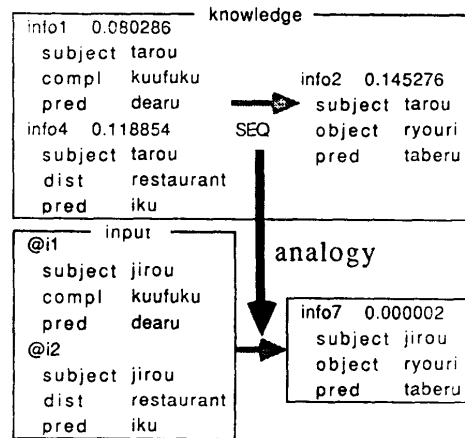 knowledge
info1 0.080286
subject tarou
compl kuufuku
pred dearu
info4 0.118854
subject tarou
dist restaurant
pred iku
SEQ
info2 0.145276
subject tarou
object ryouri
pred taberu
analogy
input
@i1
subject jirou
compl kuufuku
pred dearu
@i2
subject jirou
dist restaurant
pred iku
info7 0.000002
subject jirou
object ryouri
pred taberu